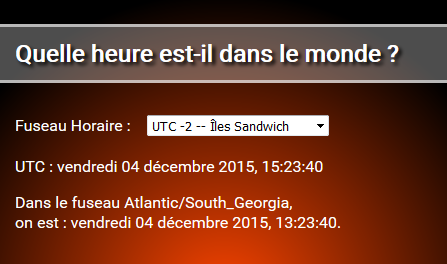 Quelle heure est-il dans le monde ?
Fuseau Horaire : UTC -2 -- Îles Sandwich
UTC : vendredi 04 décembre 2015, 15:23:40
Dans le fuseau Atlantic/South_Georgia,
on est : vendredi 04 décembre 2015, 13:23:40.